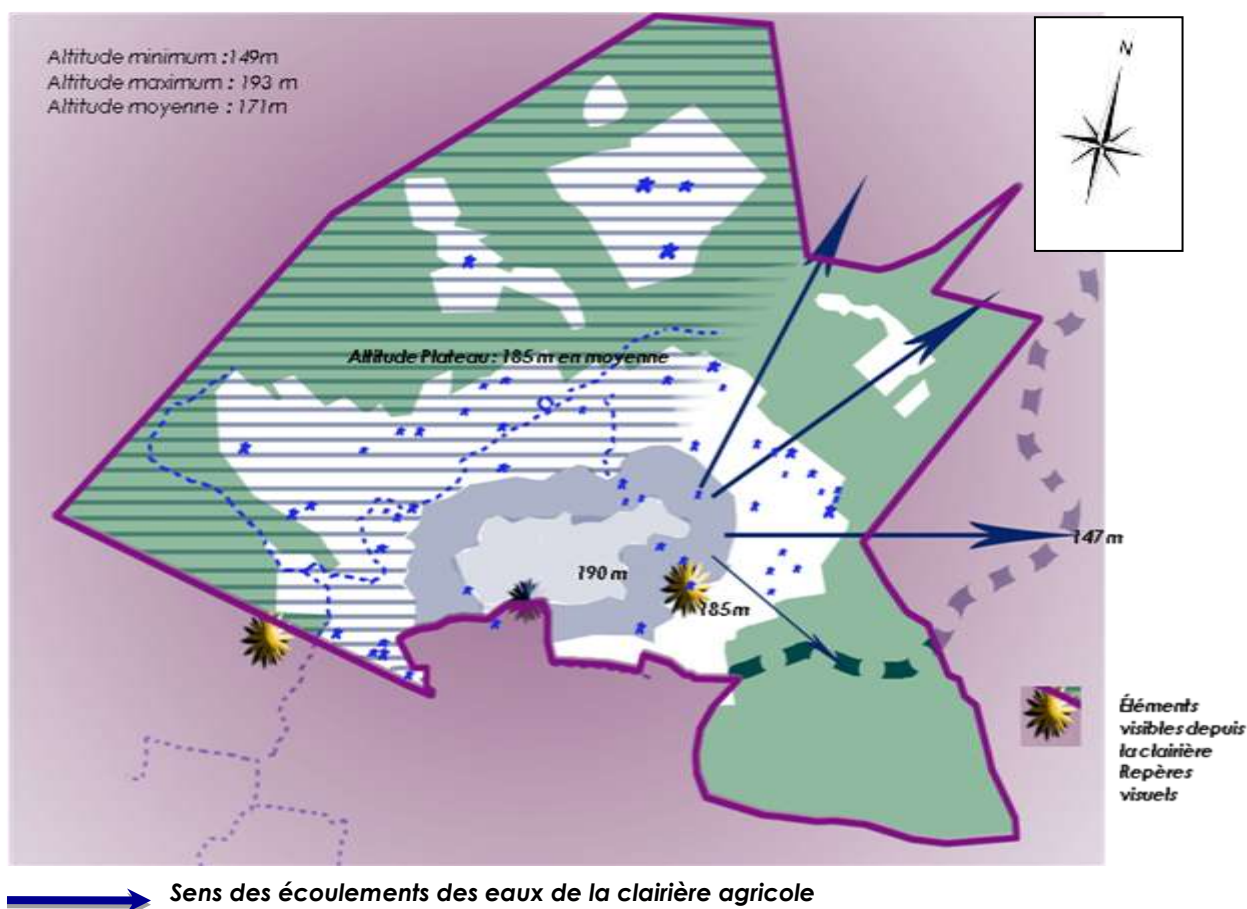 Altitude minimum :149m
Altitude maximum : 193 m
Altitude moyenne : 171m
N
Altitude Plateau : 185 m en moyenne
147 m
190 m
185m
Éléments
visibles depuis
la clairière
Repères
visuels
Sens des écoulements des eaux de la clairière agricole